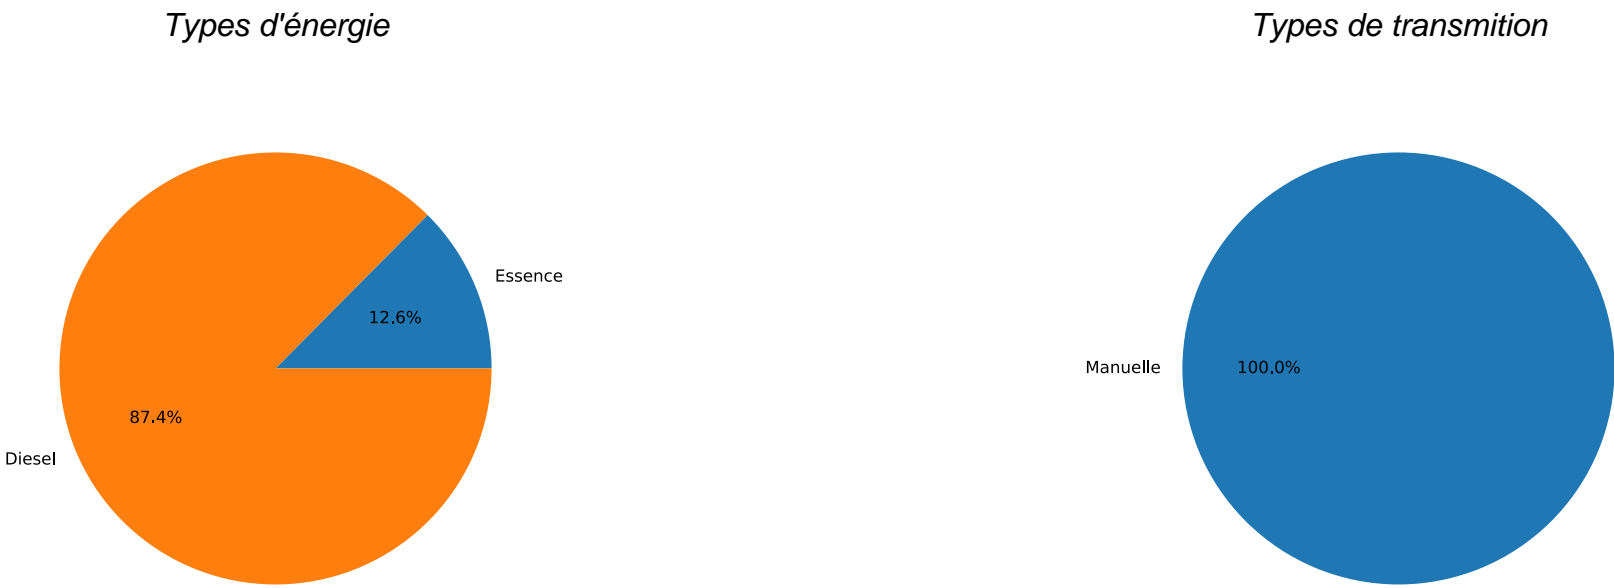 Types d'énergie
Types de transmition
Essence
12.6%
87.4%
Diesel
Manuelle
100.0%